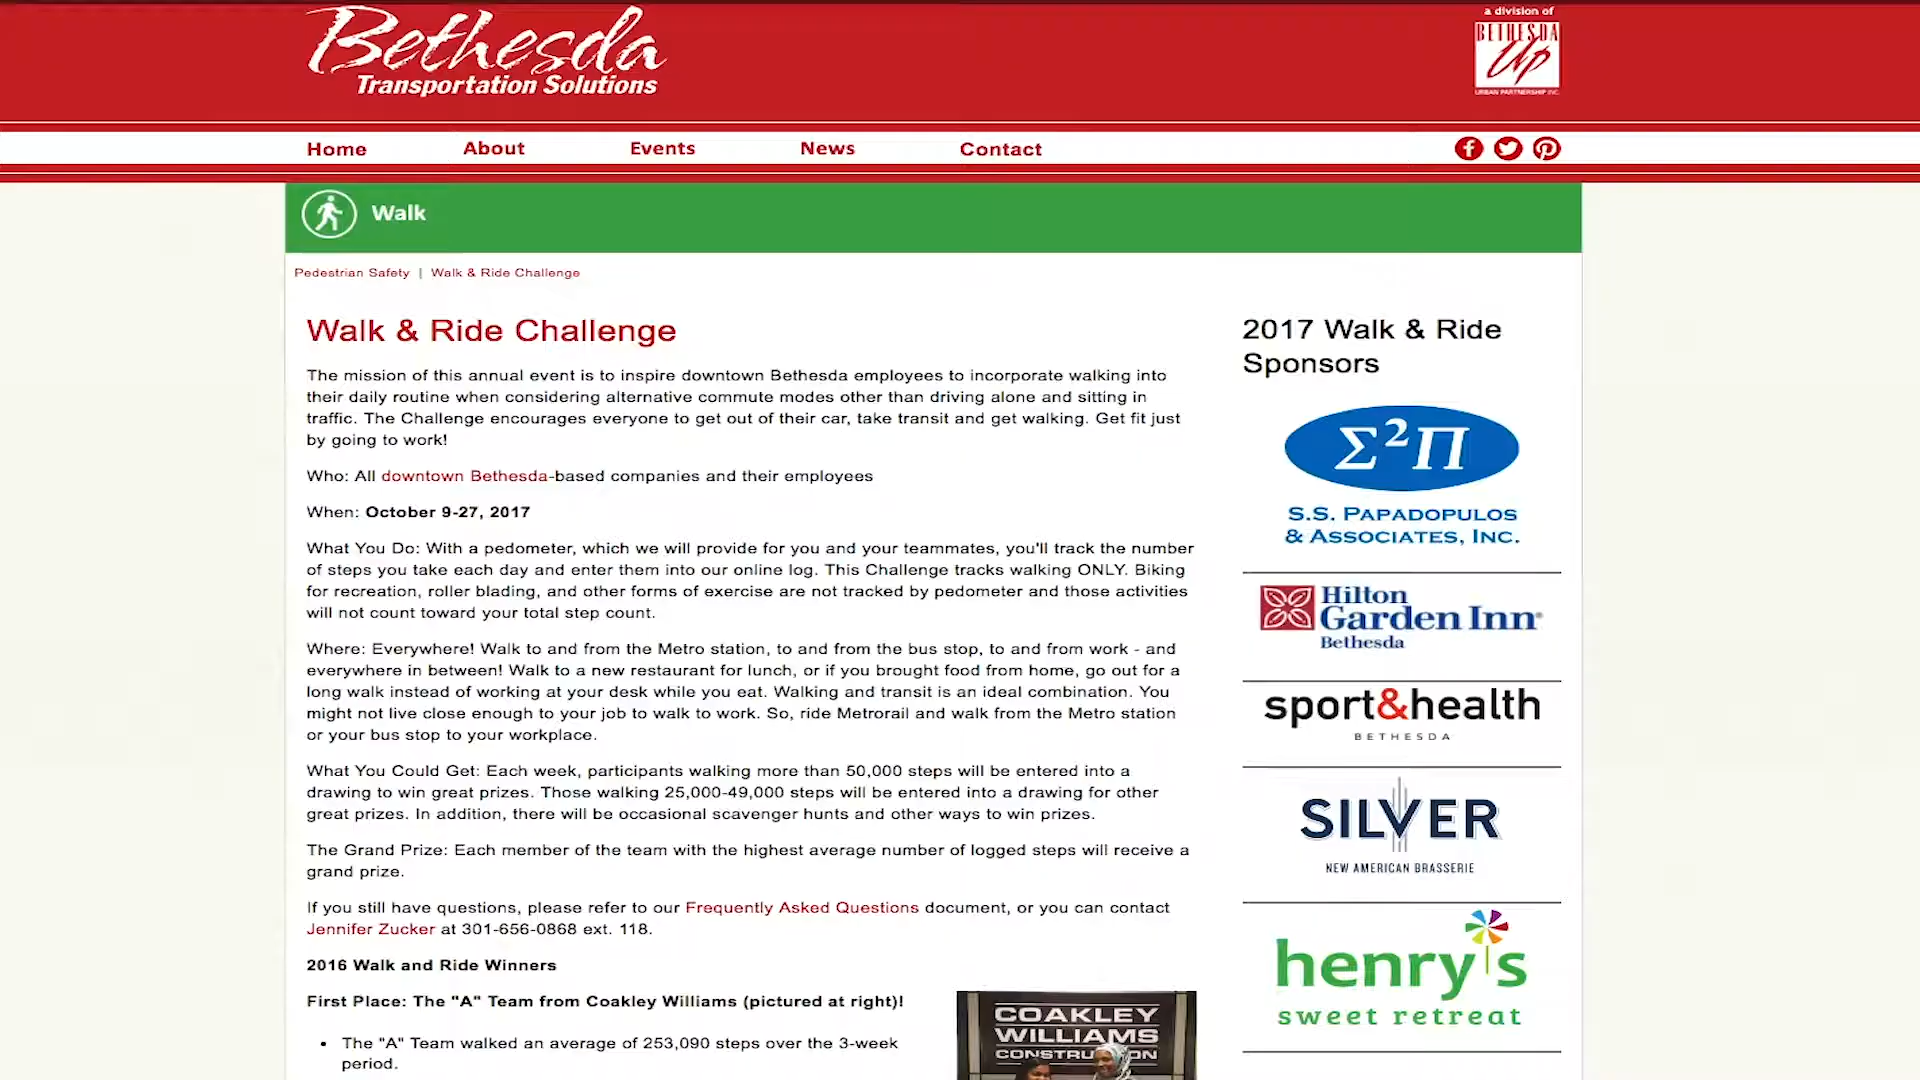 Bethesda
Transportation Solutions
a division of
BETHESDA
Up
URBAN PARTNERSHIP INC.
Home About Events News Contact
Walk
Pedestrian Safety | Walk & Ride Challenge
Walk & Ride Challenge
The mission of this annual event is to inspire downtown Bethesda employees to incorporate walking into
their daily routine when considering alternative commute modes other than driving alone and sitting in
traffic. The Challenge encourages everyone to get out of their car, take transit and get walking. Get fit just
by going to work!
Who: All downtown Bethesda-based companies and their employees
When: October 9-27, 2017
What You Do: With a pedometer, which we will provide for you and your teammates, you'll track the number
of steps you take each day and enter them into our online log. This Challenge tracks walking ONLY. Biking
for recreation, roller blading, and other forms of exercise are not tracked by pedometer and those activities
will not count toward your total step count.
Where: Everywhere! Walk to and from the Metro station, to and from the bus stop, to and from work - and
everywhere in between! Walk to a new restaurant for lunch, or if you brought food from home, go out for a
long walk instead of working at your desk while you eat. Walking and transit is an ideal combination. You
might not live close enough to your job to walk to work. So, ride Metrorail and walk from the Metro station
or your bus stop to your workplace.
What You Could Get: Each week, participants walking more than 50,000 steps will be entered into a
drawing to win great prizes. Those walking 25,000-49,000 steps will be entered into a drawing for other
great prizes. In addition, there will be occasional scavenger hunts and other ways to win prizes.
The Grand Prize: Each member of the team with the highest average number of logged steps will receive a
grand prize.
If you still have questions, please refer to our Frequently Asked Questions document, or you can contact
Jennifer Zucker at 301-656-0868 ext. 118.
2016 Walk and Ride Winners
First Place: The "A" Team from Coakley Williams (pictured at right)!
• The "A" Team walked an average of 253,090 steps over the 3-week
period.
COAKLEY
WILLIAMS
CONSTRUCTION
2017 Walk & Ride
Sponsors
Σ²Π
S.S. PAPADOPULOS
& ASSOCIATES, INC.
Hilton
Garden Inn®
Bethesda
sport&health
BETHESDA
SILVER
NEW AMERICAN BRASSERIE
henry's
sweet retreat